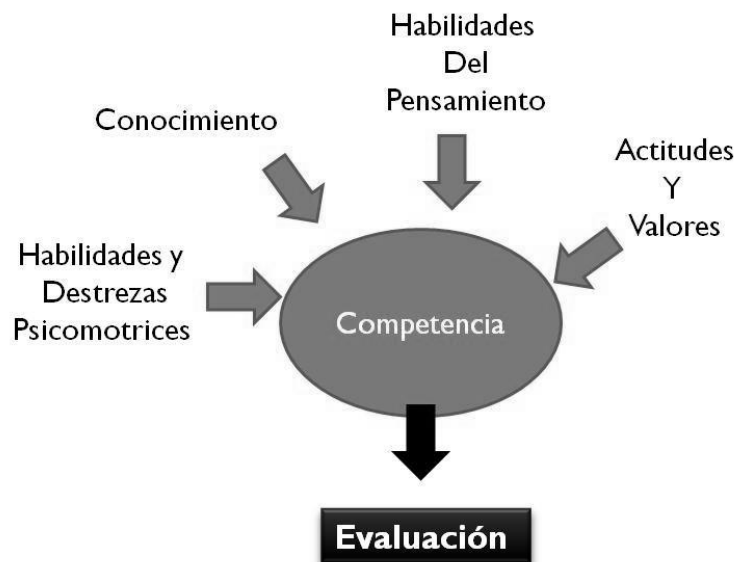 Habilidades
Del
Pensamiento
Conocimiento
Actitudes
Y
Valores
Habilidades y
Destrezas
Psicomotrices
Competencia
Evaluación